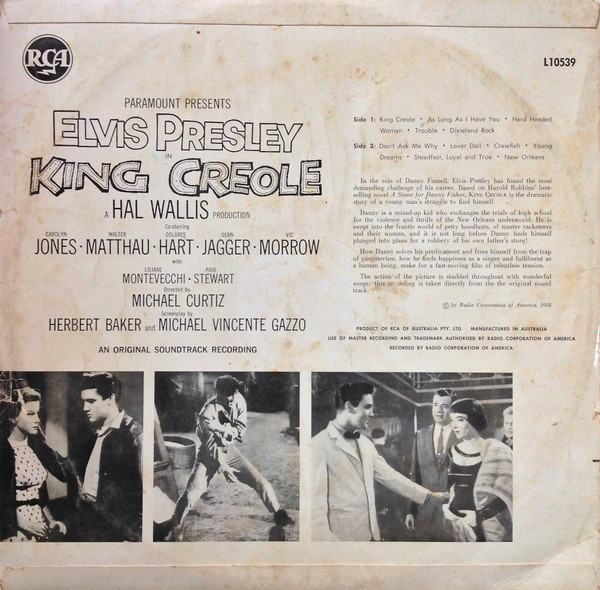 RCA
L10539
PARAMOUNT PRESENTS
ELVIS PRESLEY
IN
KING CREOLE
A HAL WALLIS PRODUCTION
Co-starring
CAROLYN WALTER DOLORES DEAN VIC
JONES · MATTHAU · HART · JAGGER · MORROW
with
LILIANE PAUL
MONTEVECCHI · STEWART
Directed by
MICHAEL CURTIZ
Screenplay by
HERBERT BAKER and MICHAEL VINCENTE GAZZO
AN ORIGINAL SOUNDTRACK RECORDING
Side 1: King Creole • As Long As I Have You • Hard Headed
Woman • Trouble • Dixieland Rock
Side 2: Don't Ask Me Why • Lover Doll • Crawfish • Young
Dreams • Steadfast, Loyal and True • New Orleans
In the role of Danny Finnell, Elvis Presley has found the most
demanding challenge of his career. Based on Harold Robbins' best-
selling novel A Stone for Danny Fisher, KING CREOLE is the dramatic
story of a young man's struggle to find himself.
Danny is a mixed-up kid who exchanges the trials of high school
for the violence and thrills of the New Orleans underworld. He is
swept into the frantic world of petty hoodlums, of master racketeers
and their women, and it is not long before Danny finds himself
plunged into plans for a robbery of his own father's store!
How Danny solves his predicament and frees himself from the trap
of gangsterism, how he finds happiness as a singer and fulfilment as
a human being, make for a fast-moving film of relentless tension.
The action of the picture is studded throughout with wonderful
songs; this recording is taken directly from the original sound
track.
© by Radio Corporation of America, 1958
PRODUCT OF RCA OF AUSTRALIA PTY. LTD. MANUFACTURED IN AUSTRALIA
USE OF MASTER RECORDING AND TRADEMARK AUTHORISED BY RADIO CORPORATION OF AMERICA
RECORDED BY RADIO CORPORATION OF AMERICA.